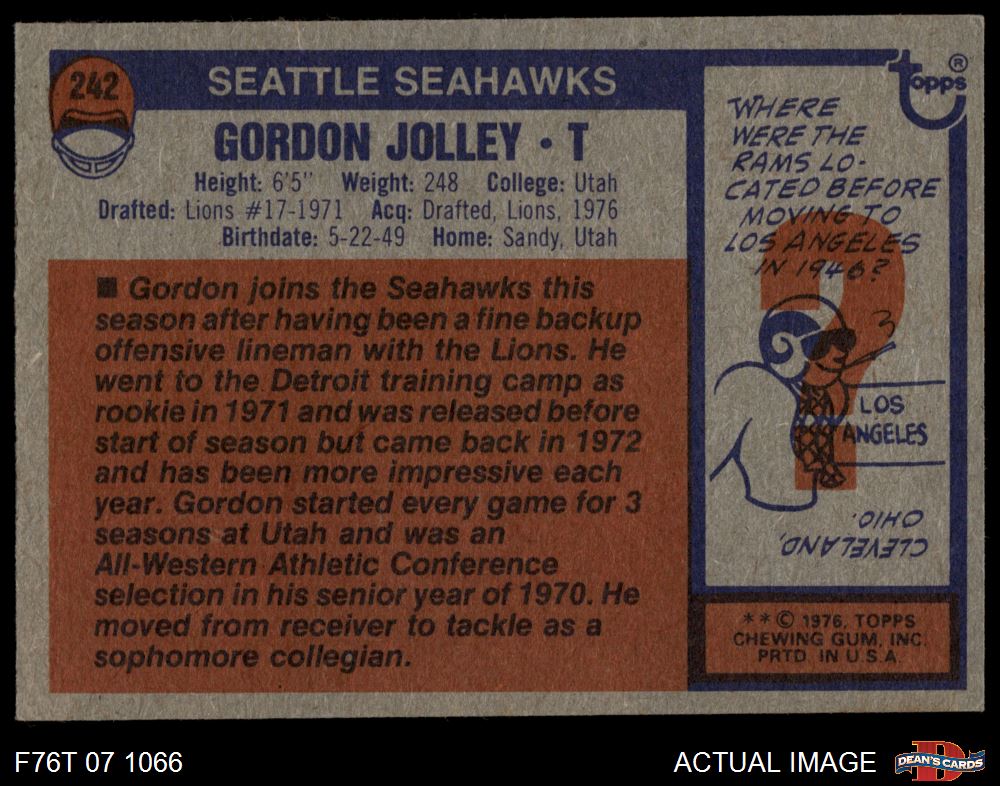 242
SEATTLE SEAHAWKS
GORDON JOLLEY • T
Height: 6'5" Weight: 248 College: Utah
Drafted: Lions #17-1971 Acq: Drafted, Lions, 1976
Birthdate: 5-22-49 Home: Sandy, Utah
■ Gordon joins the Seahawks this
season after having been a fine backup
offensive lineman with the Lions. He
went to the Detroit training camp as
rookie in 1971 and was released before
start of season but came back in 1972
and has been more impressive each
year. Gordon started every game for 3
seasons at Utah and was an
All-Western Athletic Conference
selection in his senior year of 1970. He
moved from receiver to tackle as a
sophomore collegian.
topps®
WHERE
WERE THE
RAMS LO-
CATED BEFORE
MOVING TO
LOS ANGELES
IN 1946?
?
LOS
ANGELES
CLEVELAND,
OHIO.
**© 1976, TOPPS
CHEWING GUM, INC.
PRTD. IN U.S.A.
F76T 07 1066
ACTUAL IMAGE
D
DEAN'S CARDS